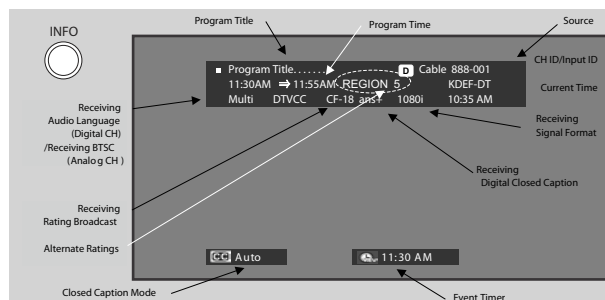 INFO
Program Title
Program Time
Source
Program Title.......
D Cable 888-001
CH ID/Input ID
11:30AM ⇒ 11:55AM REGION 5
KDEF-DT
Current Time
Multi DTVCC CF-18 ans+ 1080i 10:35 AM
Receiving
Audio Language
(Digital CH)
/Receiving BTSC
(Analog CH )
Receiving
Signal Format
Receiving
Digital Closed Caption
Receiving
Rating Broadcast
Alternate Ratings
CC Auto
11:30 AM
Closed Caption Mode
Event Timer